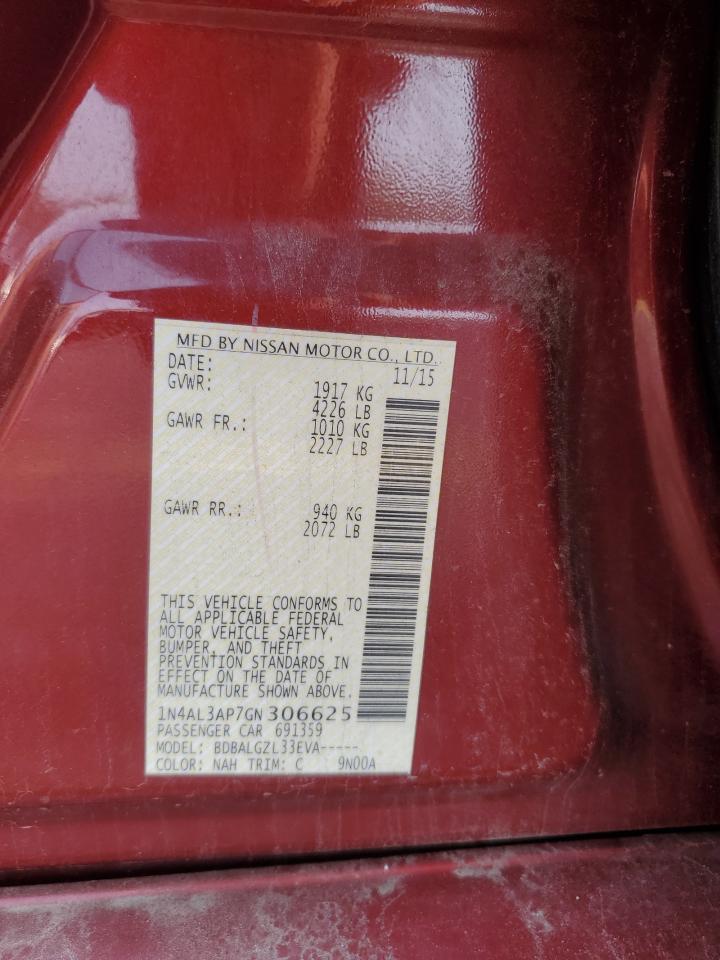 MFD BY NISSAN MOTOR CO., LTD.
DATE: 11/15
GVWR: 1917 KG
4226 LB
GAWR FR.: 1010 KG
2227 LB
GAWR RR.: 940 KG
2072 LB
THIS VEHICLE CONFORMS TO
ALL APPLICABLE FEDERAL
MOTOR VEHICLE SAFETY,
BUMPER, AND THEFT
PREVENTION STANDARDS IN
EFFECT ON THE DATE OF
MANUFACTURE SHOWN ABOVE.
1N4AL3AP7GN 306625
PASSENGER CAR 691359
MODEL: BDBALGZL33EVA-----
COLOR: NAH TRIM: C 9N00A